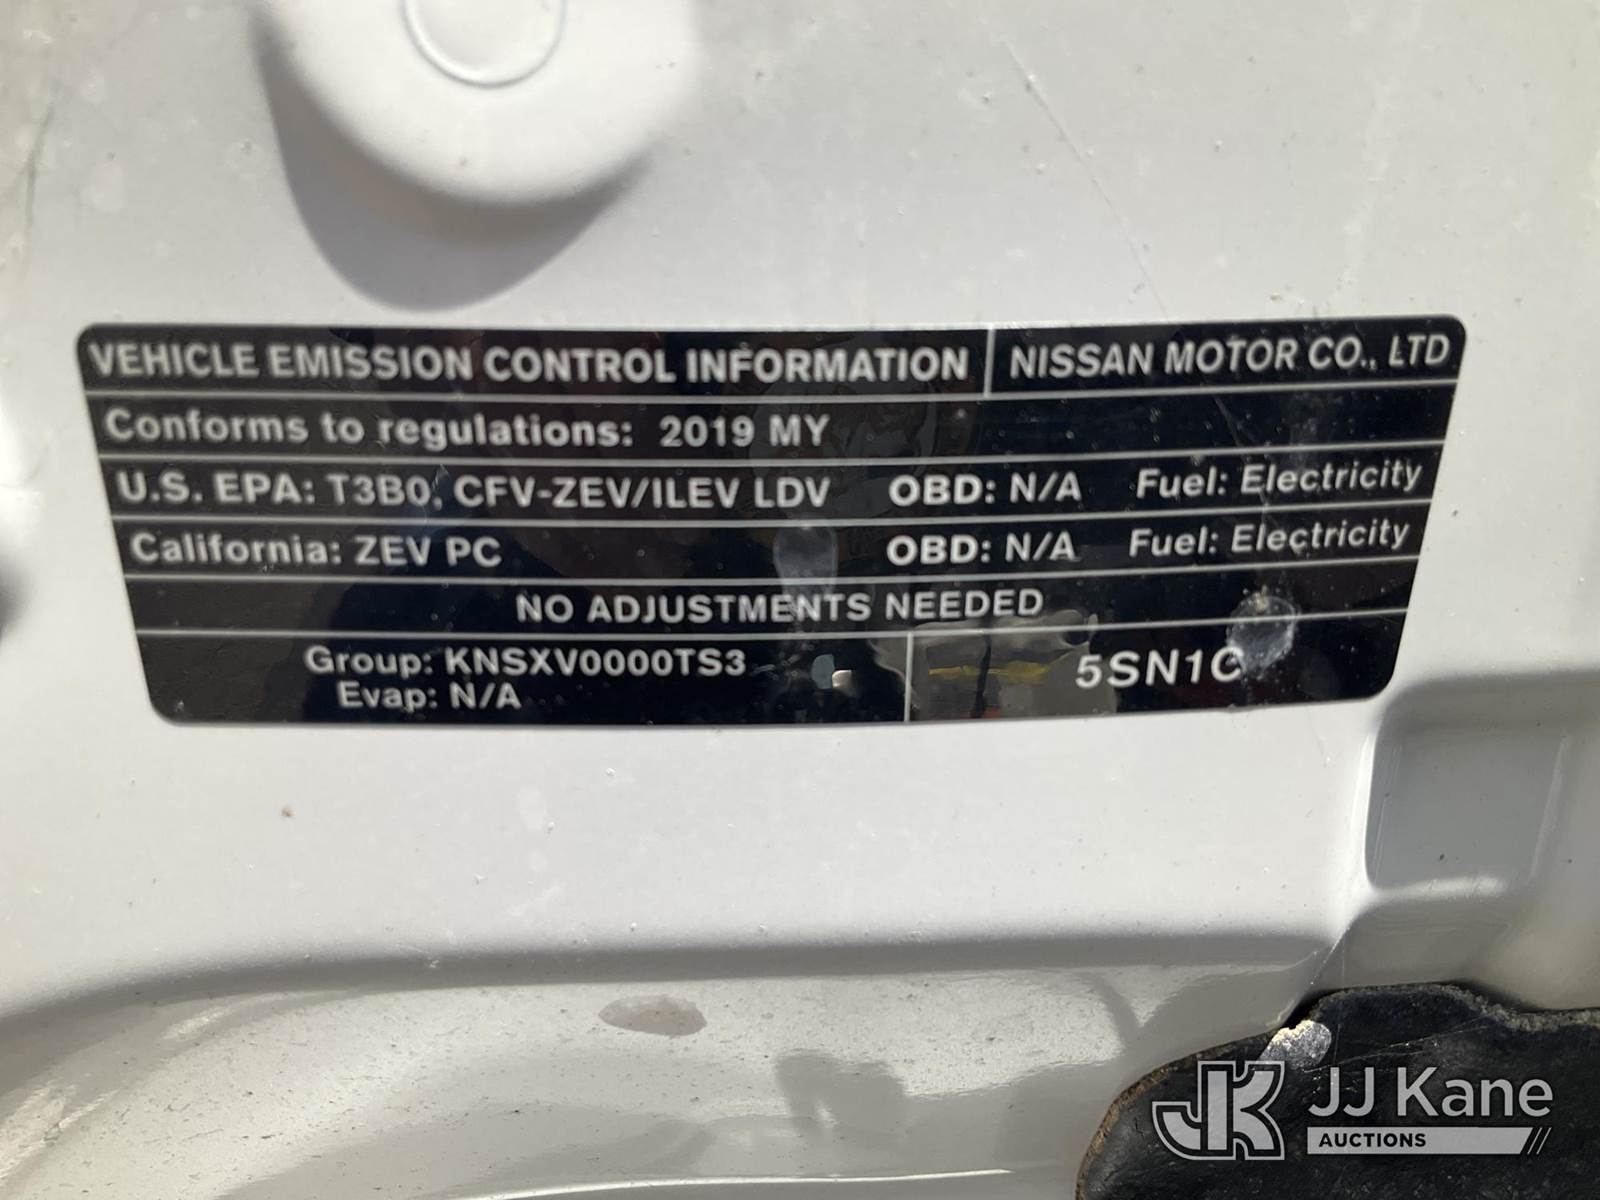 VEHICLE EMISSION CONTROL INFORMATION NISSAN MOTOR CO., LTD
Conforms to regulations: 2019 MY
U.S. EPA: T3B0, CFV-ZEV/ILEV LDV OBD: N/A Fuel: Electricity
California: ZEV PC OBD: N/A Fuel: Electricity
NO ADJUSTMENTS NEEDED
Group: KNSXV0000TS3
Evap: N/A
5SN1C
JK JJ Kane
AUCTIONS